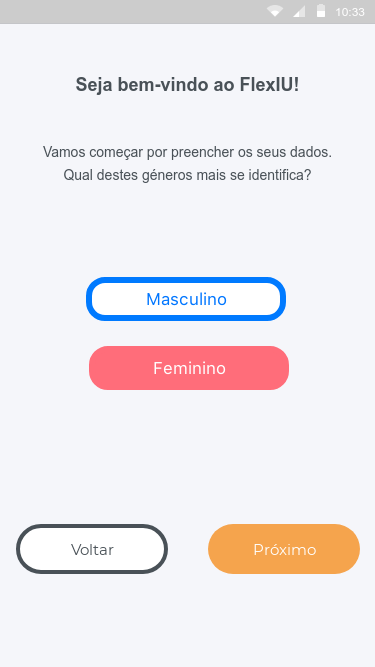 10:33
Seja bem-vindo ao FlexIU!
Vamos começar por preencher os seus dados.
Qual destes géneros mais se identifica?
Masculino
Feminino
Voltar
Próximo